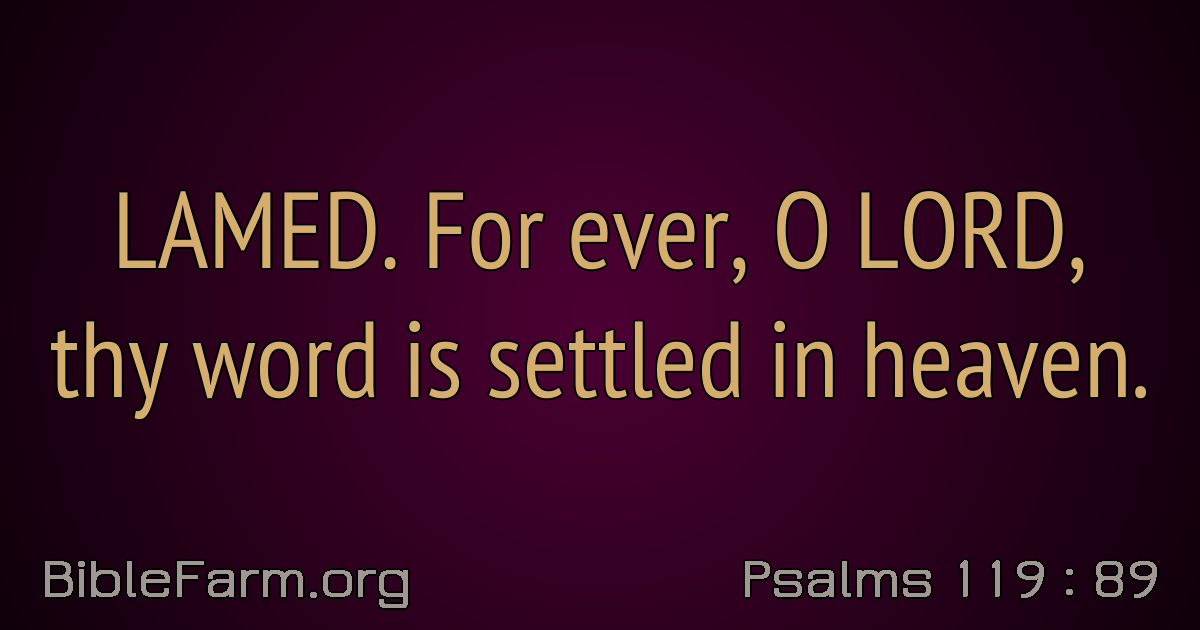 LAMED. For ever, O LORD,
thy word is settled in heaven.
BibleFarm.org
Psalms 119 : 89